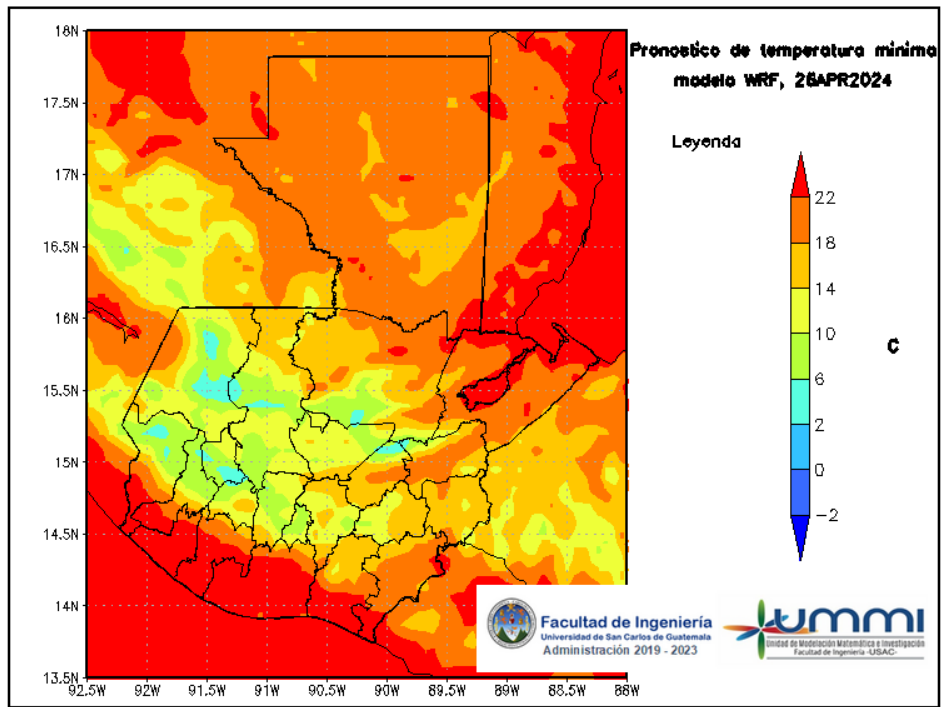 Pronostico de temperatura minima
modelo WRF, 26APR2024
Leyenda
22
18
14
10
6
2
0
-2
C
18N
17.5N
17N
16.5N
16N
15.5N
15N
14.5N
14N
13.5N
92.5W 92W 91.5W 91W 90.5W 90W 89.5W 89W 88.5W 88W
Facultad de Ingeniería
Universidad de San Carlos de Guatemala
Administración 2019 - 2023
ummi
Unidad de Modelación Matemática e Investigación
Facultad de Ingeniería -USAC-